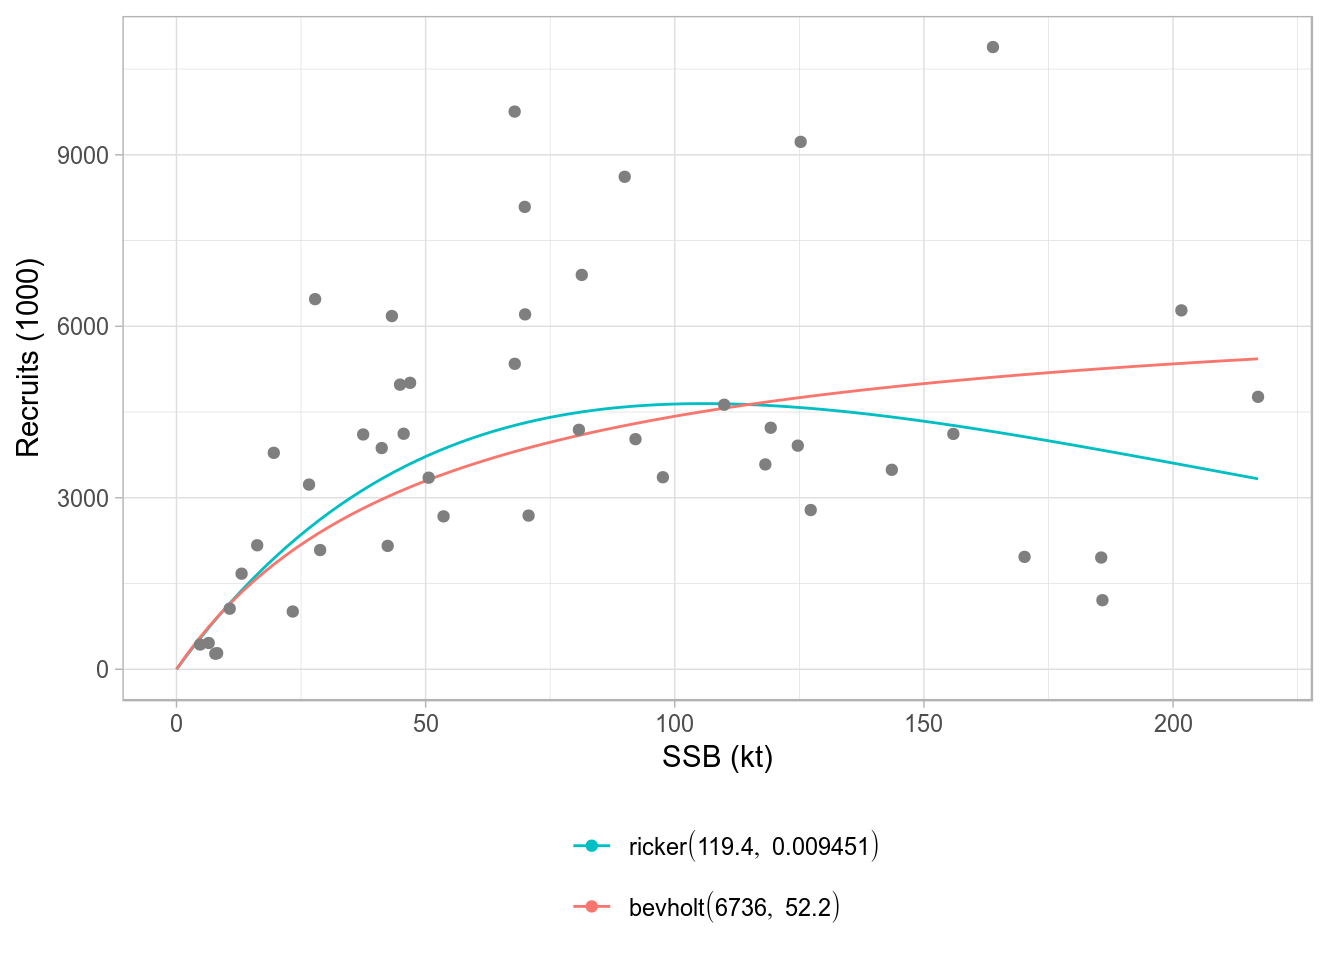 Recruits (1000)
9000
6000
3000
0
0 50 100 150 200
SSB (kt)
ricker(119.4, 0.009451)
bevholt(6736, 52.2)